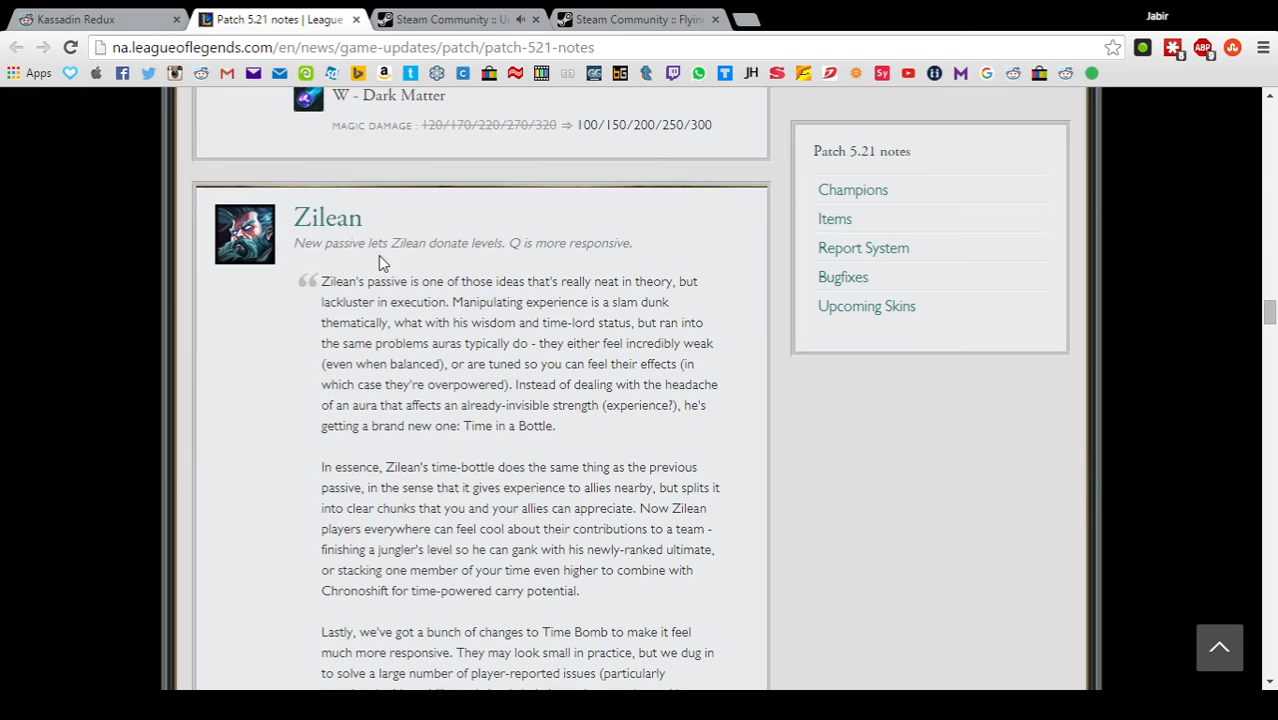 Jabir
Kassadin Redux
Patch 5.21 notes | League
Steam Community :: U
Steam Community :: Flying
na.leagueoflegends.com/en/news/game-updates/patch/patch-521-notes
Apps
W - Dark Matter
MAGIC DAMAGE : 120/170/220/270/320 ⇒ 100/150/200/250/300
Zilean
New passive lets Zilean donate levels. Q is more responsive.
Zilean's passive is one of those ideas that's really neat in theory, but
lackluster in execution. Manipulating experience is a slam dunk
thematically, what with his wisdom and time-lord status, but ran into
the same problems auras typically do - they either feel incredibly weak
(even when balanced), or are tuned so you can feel their effects (in
which case they're overpowered). Instead of dealing with the headache
of an aura that affects an already-invisible strength (experience?), he's
getting a brand new one: Time in a Bottle.
In essence, Zilean's time-bottle does the same thing as the previous
passive, in the sense that it gives experience to allies nearby, but splits it
into clear chunks that you and your allies can appreciate. Now Zilean
players everywhere can feel cool about their contributions to a team -
finishing a jungler's level so he can gank with his newly-ranked ultimate,
or stacking one member of your time even higher to combine with
Chronoshift for time-powered carry potential.
Lastly, we've got a bunch of changes to Time Bomb to make it feel
much more responsive. They may look small in practice, but we dug in
to solve a large number of player-reported issues (particularly
Patch 5.21 notes
Champions
Items
Report System
Bugfixes
Upcoming Skins